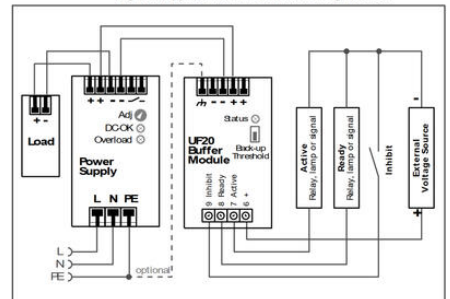 + + - - 
Adj
DC-OK
Overload
Power
Supply
L N PE
+ -
Load
- - + +
Status
UF20
Buffer
Module
Back-up
Threshold
9 Inhibit
8 Ready
7 Active
6 +
Active
Relay, lamp or signal
Ready
Relay, lamp or signal
Inhibit
-
External
Voltage Source
+
L
N
PE
optional